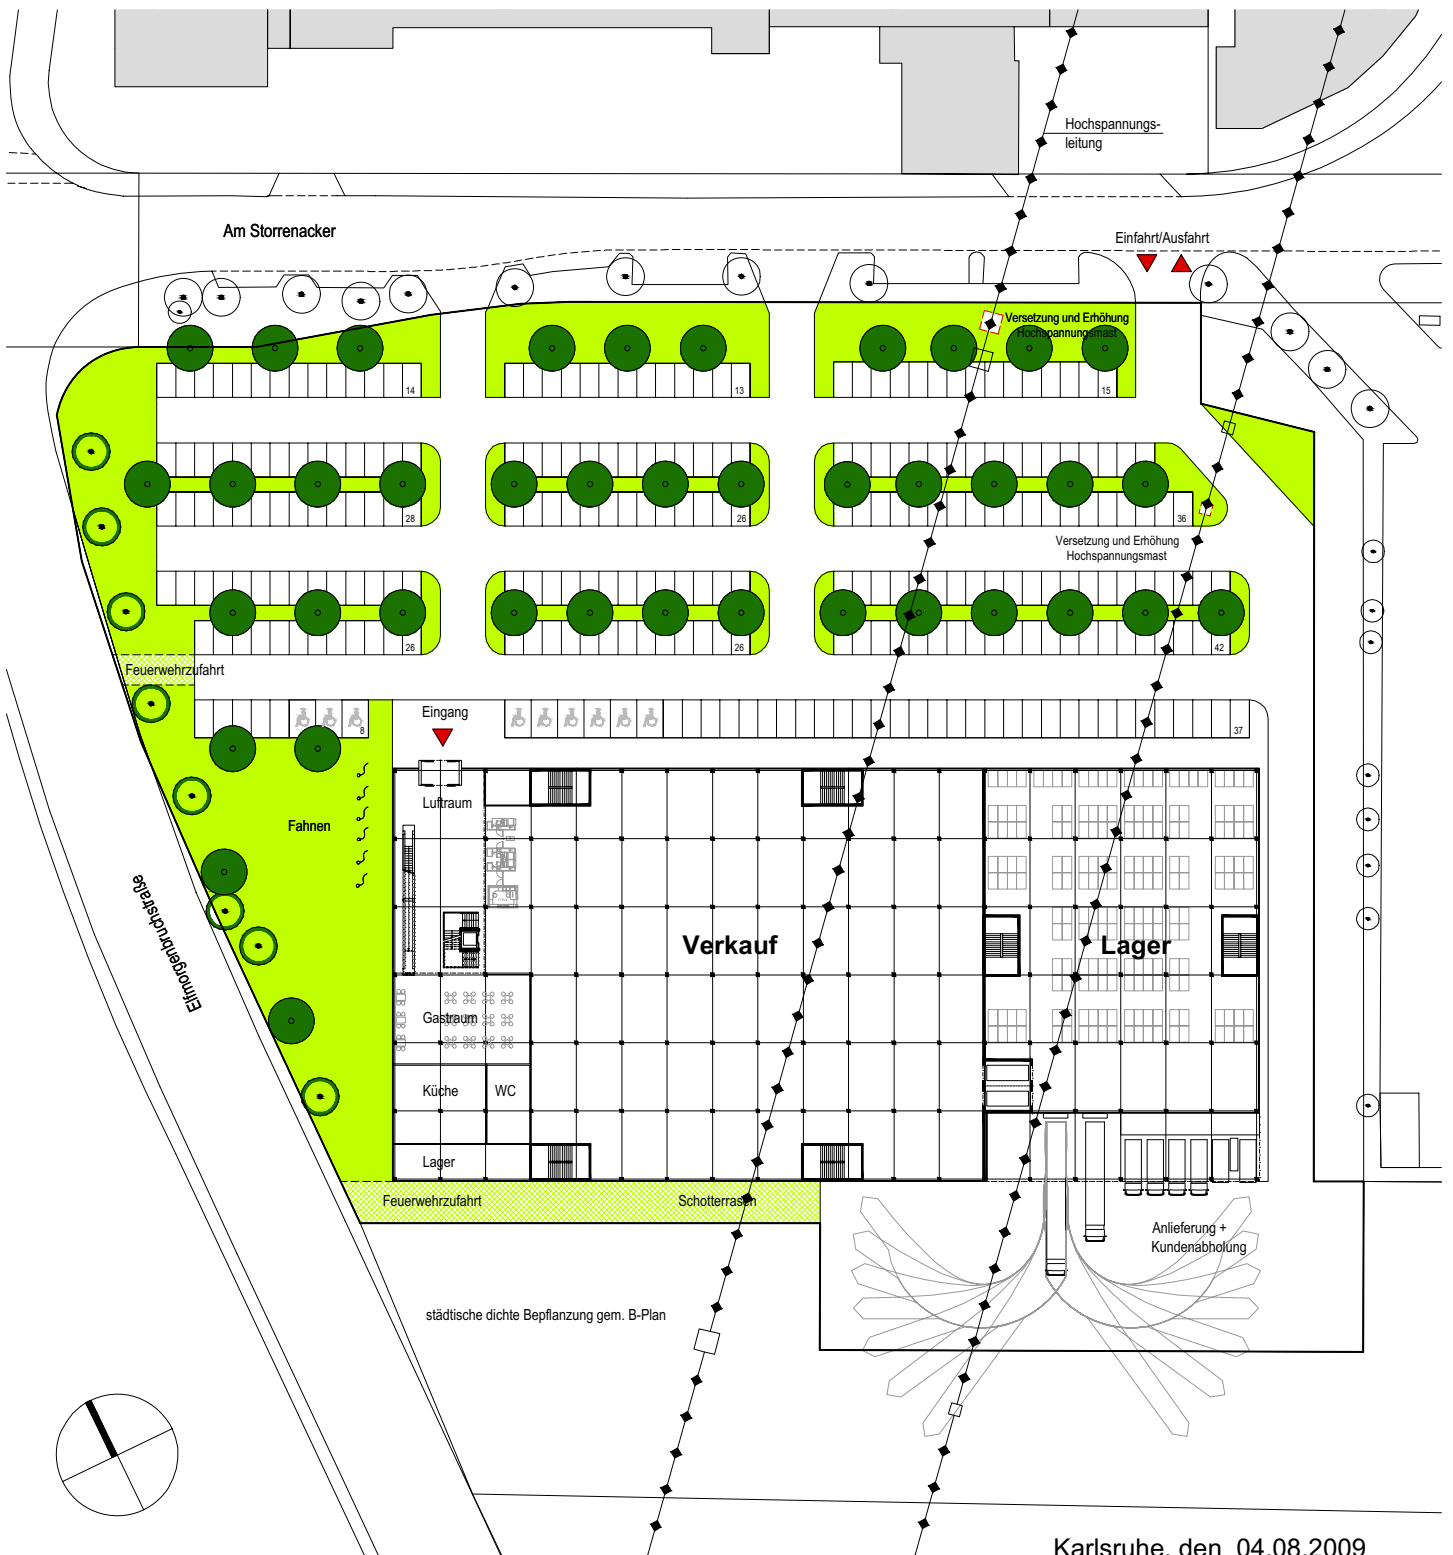 Hochspannungs-
leitung
Am Storrenacker
Einfahrt/Ausfahrt
Versetzung und Erhöhung
Hochspannungsmast
14
13
15
28
26
36
Versetzung und Erhöhung
Hochspannungsmast
26
26
42
Feuerwehrzufahrt
Eingang
8
37
Luftraum
Fahnen
Elfmorgenbruchstraße
Verkauf
Lager
Gastraum
Küche
WC
Lager
Feuerwehrzufahrt
Schotterrasen
Anlieferung +
Kundenabholung
städtische dichte Bepflanzung gem. B-Plan
Karlsruhe, den 04.08.2009